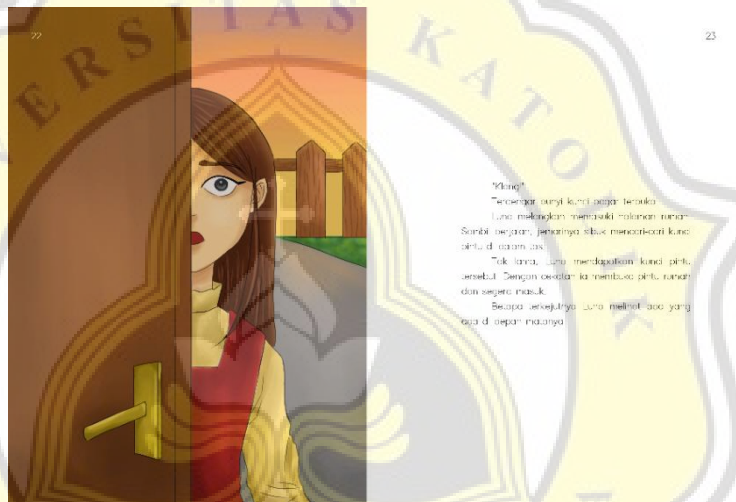 22
23
ERSITAS KATOLIK
"Klang!"
Terdengar bunyi kunci pagar terbuka.
Luna melangkah memasuki halaman rumah.
Sambil berjalan, jemarinya sibuk mencari-cari kunci
pintu di dalam tas.
Tak lama, Luna mendapatkan kunci pintu
tersebut. Dengan cekatan ia membuka pintu rumah
dan segera masuk.
Betapa terkejutnya Luna melihat apa yang
ada di depan matanya.